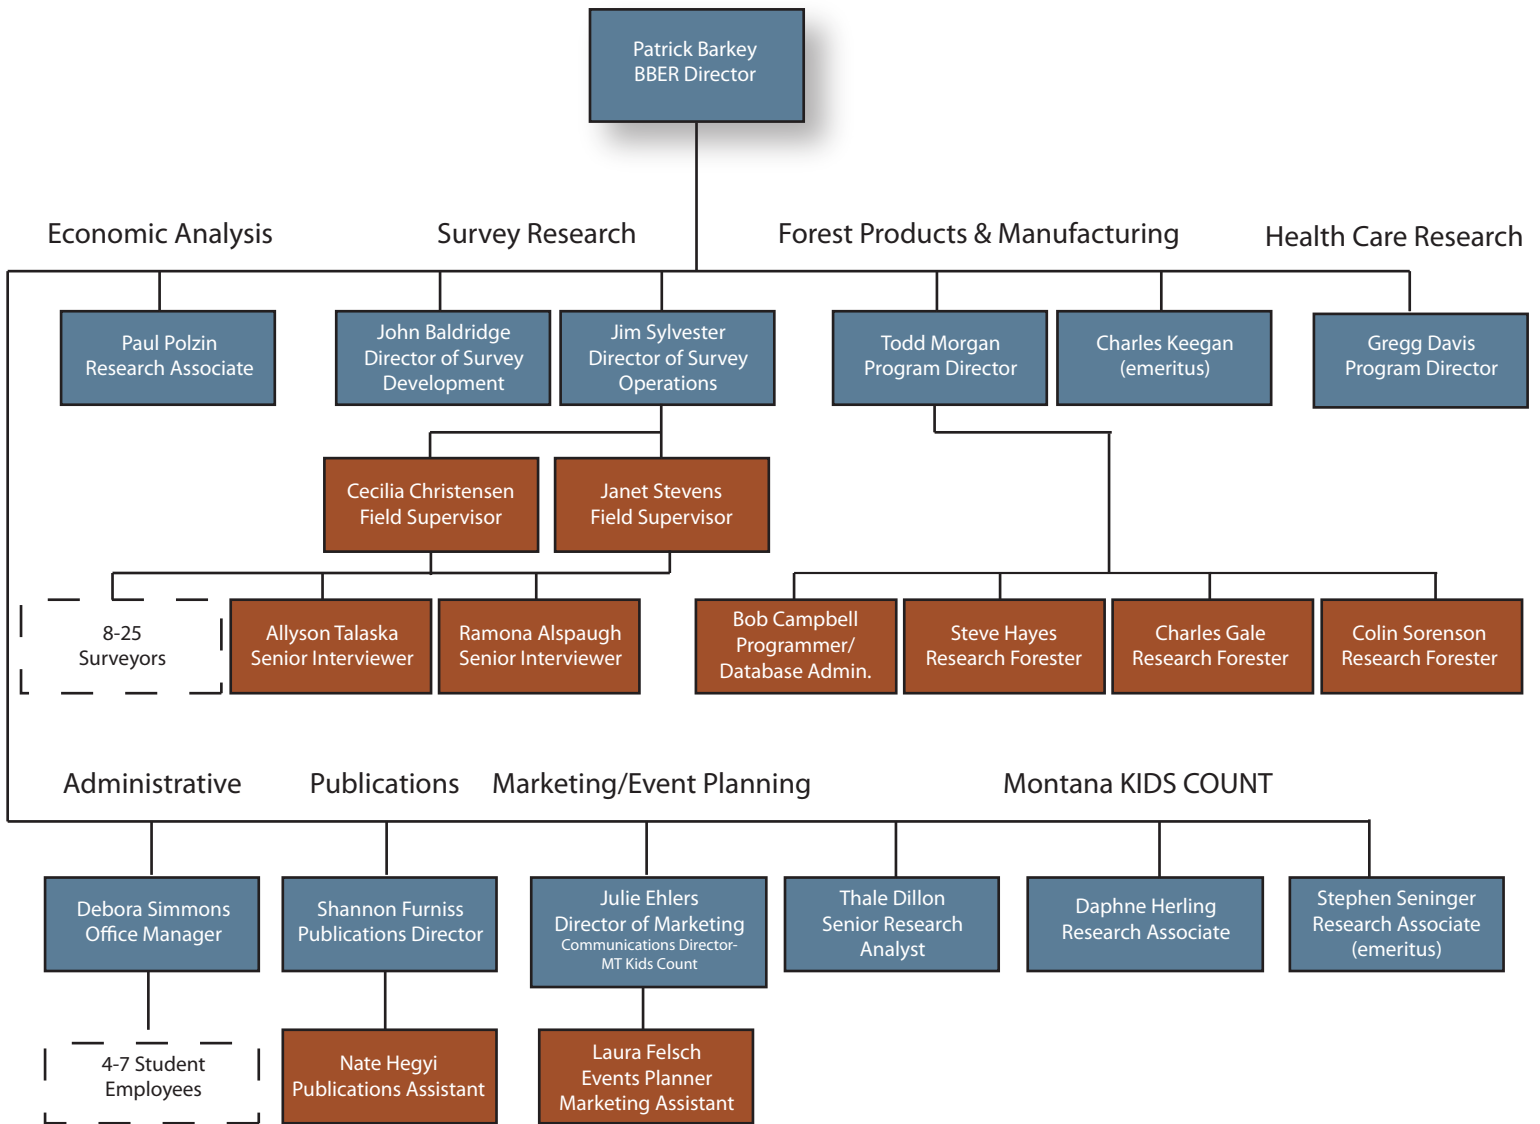 Patrick Barkey
BBER Director
Economic Analysis
Survey Research
Forest Products & Manufacturing
Health Care Research
Paul Polzin
Research Associate
John Baldridge
Director of Survey
Development
Jim Sylvester
Director of Survey
Operations
Todd Morgan
Program Director
Charles Keegan
(emeritus)
Gregg Davis
Program Director
Cecilia Christensen
Field Supervisor
Janet Stevens
Field Supervisor
8-25
Surveyors
Allyson Talaska
Senior Interviewer
Ramona Alspaugh
Senior Interviewer
Bob Campbell
Programmer/
Database Admin.
Steve Hayes
Research Forester
Charles Gale
Research Forester
Colin Sorenson
Research Forester
Administrative
Publications
Marketing/Event Planning
Montana KIDS COUNT
Debora Simmons
Office Manager
Shannon Furniss
Publications Director
Julie Ehlers
Director of Marketing
Communications Director-
MT Kids Count
Thale Dillon
Senior Research
Analyst
Daphne Herling
Research Associate
Stephen Seninger
Research Associate
(emeritus)
4-7 Student
Employees
Nate Hegyi
Publications Assistant
Laura Felsch
Events Planner
Marketing Assistant